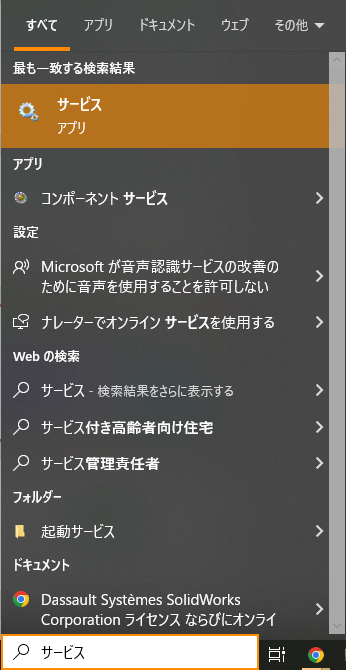 すべて アプリ ドキュメント ウェブ その他
最も一致する検索結果
サービス
アプリ
アプリ
コンポーネント サービス
設定
Microsoft が音声認識サービスの改善の
ために音声を使用することを許可しない
ナレーターでオンライン サービスを使用する
Web の検索
サービス - 検索結果をさらに表示する
サービス付き高齢者向け住宅
サービス管理責任者
フォルダー
起動サービス
ドキュメント
Dassault Systèmes SolidWorks
Corporation ライセンス ならびにオンライ
サービス